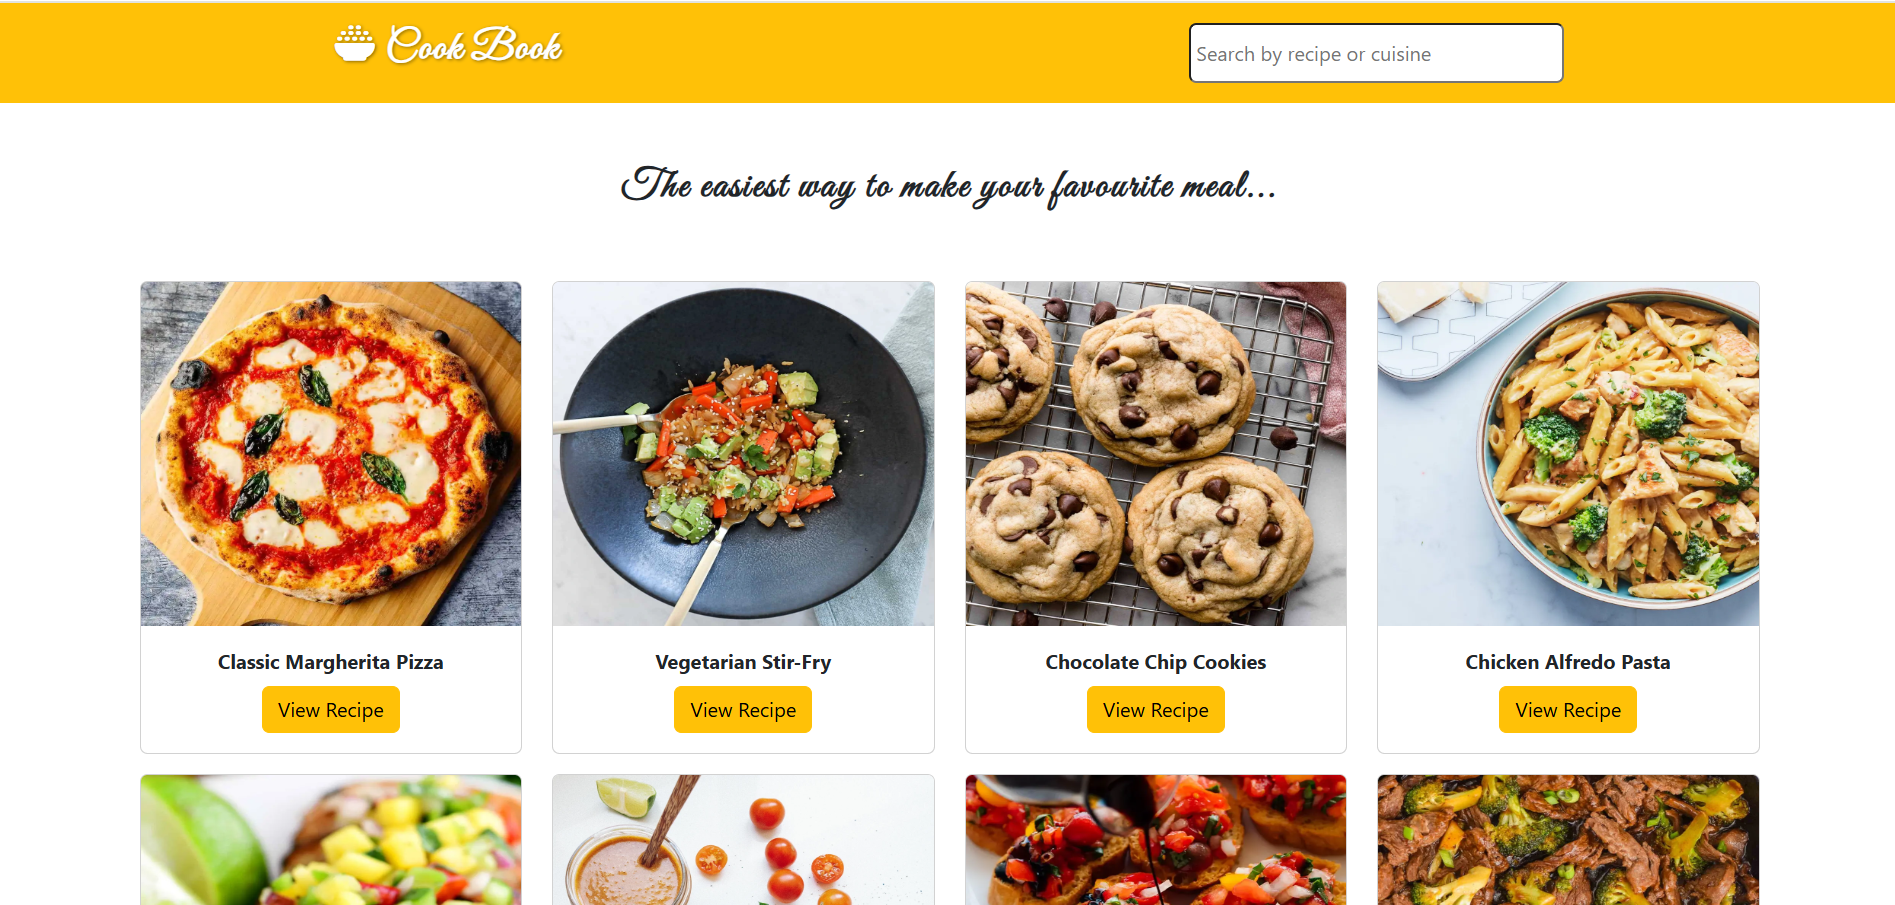 Cook Book
Search by recipe or cuisine
The easiest way to make your favourite meal...
Classic Margherita Pizza
View Recipe
Vegetarian Stir-Fry
View Recipe
Chocolate Chip Cookies
View Recipe
Chicken Alfredo Pasta
View Recipe